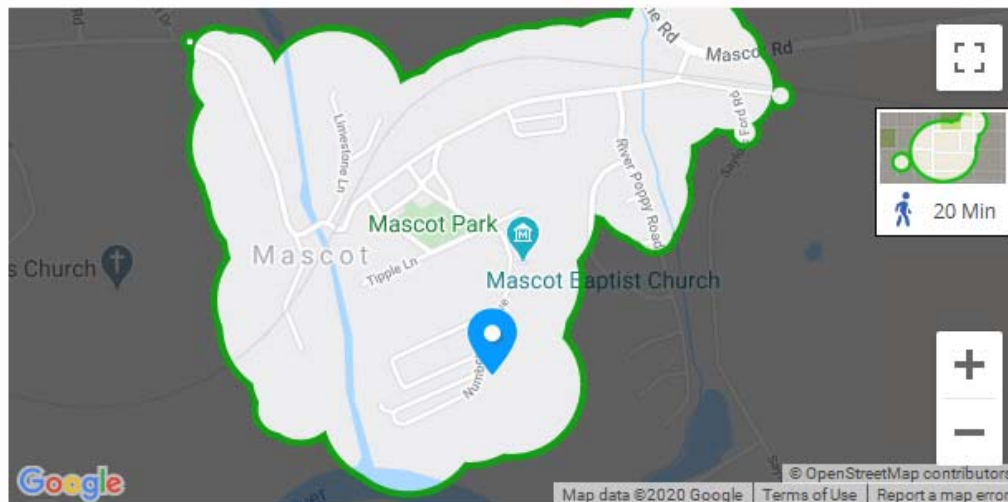 Mascot Rd
Limestone Ln
River Poppy Road
Mascot Park
Mascot
s Church
Tipple Ln
Mascot Baptist Church
20 Min
Google
© OpenStreetMap contributors
Map data ©2020 Google
Terms of Use
Report a map er